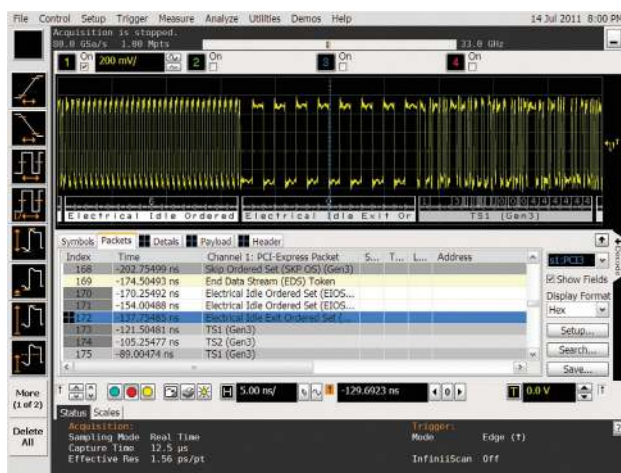 File Control Setup Trigger Measure Analyze Utilities Demos Help 14 Jul 2011 8:00 PM
Acquisition is stopped.
80.0 GSa/s 1.00 Mpts 33.0 GHz
1 On 200 mV/ 2 On 3 On 4 On
Electrical Idle Ordered Electrical Idle Exit Or TS1 (Gen3)
Symbols Packets Details Payload Header
Index Time Channel 1: PCI-Express Packet S... T... L... Address
168 -202.75499 ns Skip Ordered Set (SKP OS) (Gen3)
169 -174.50493 ns End Data Stream (EDS) Token
170 -170.25492 ns Electrical Idle Ordered Set (EIOS...
171 -154.00488 ns Electrical Idle Ordered Set (EIOS...
172 -137.75485 ns Electrical Idle Exit Ordered Set (...
173 -121.50481 ns TS1 (Gen3)
174 -105.25477 ns TS2 (Gen3)
175 -89.00474 ns TS1 (Gen3)
Show Fields
Display Format
Hex
Setup...
Search...
Save...
More
(1 of 2)
Delete
All
H 5.00 ns/ -129.6923 ns 0 T 0.0 V
Status Scales
Acquisition: Trigger:
Sampling Mode Real Time Mode Edge (↑)
Capture Time 12.5 μs
Effective Res 1.56 ps/pt InfiniiScan Off